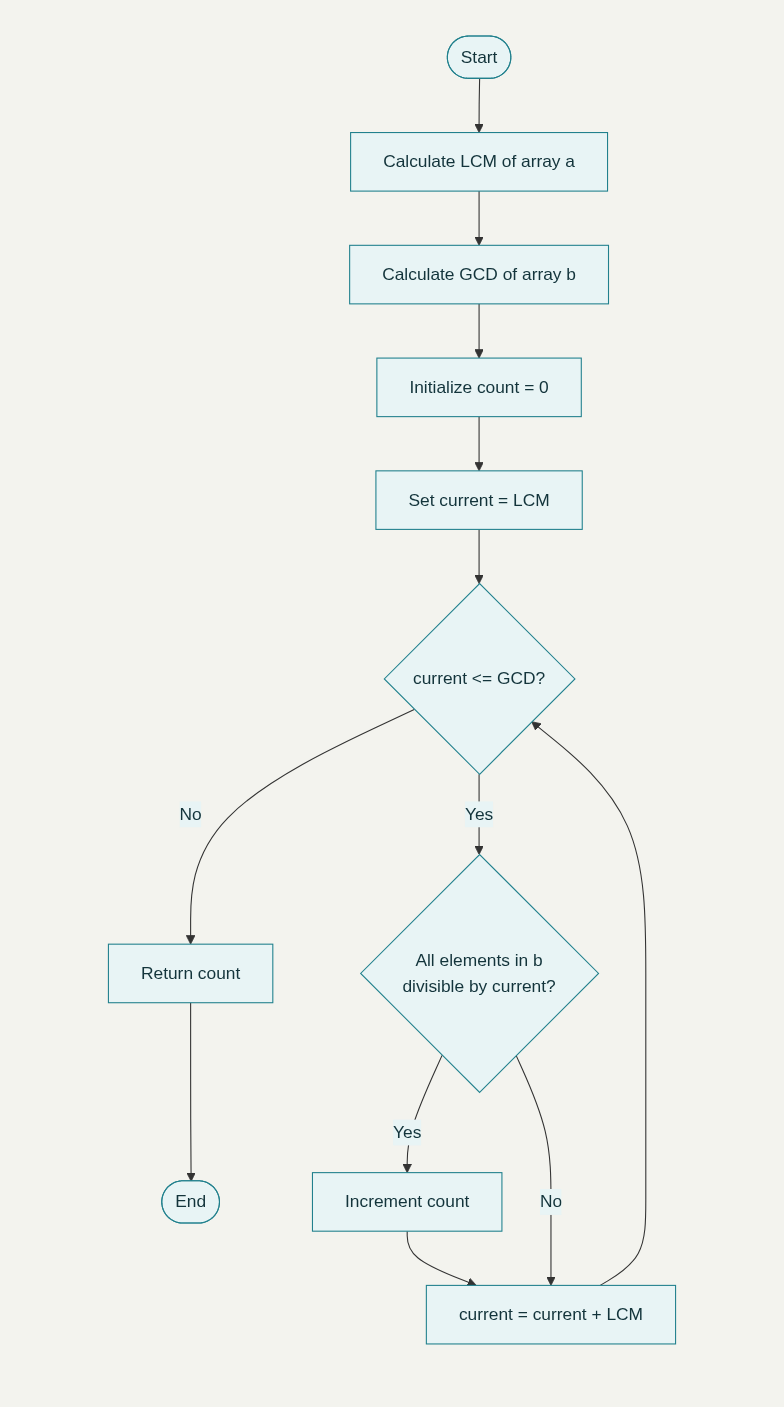 Start
Calculate LCM of array a
Calculate GCD of array b
Initialize count = 0
Set current = LCM
current <= GCD?
No
Yes
All elements in b
divisible by current?
Return count
Yes
Increment count
No
End
current = current + LCM